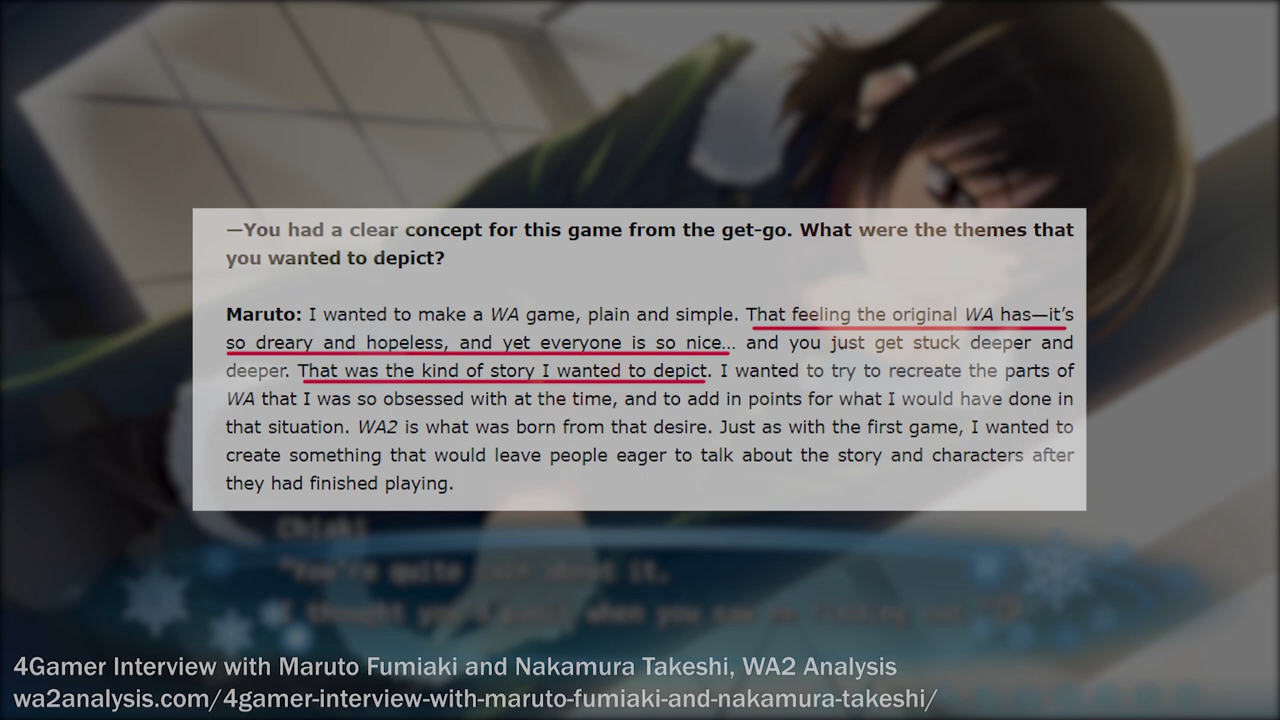 —You had a clear concept for this game from the get-go. What were the themes that
you wanted to depict?
Maruto: I wanted to make a WA game, plain and simple. That feeling the original WA has—it's
so dreary and hopeless, and yet everyone is so nice… and you just get stuck deeper and
deeper. That was the kind of story I wanted to depict. I wanted to try to recreate the parts of
WA that I was so obsessed with at the time, and to add in points for what I would have done in
that situation. WA2 is what was born from that desire. Just as with the first game, I wanted to
create something that would leave people eager to talk about the story and characters after
they had finished playing.
Chiaki
"You're quite about it.
I thought you'd when you saw me
4Gamer Interview with Maruto Fumiaki and Nakamura Takeshi, WA2 Analysis
wa2analysis.com/4gamer-interview-with-maruto-fumiaki-and-nakamura-takeshi/